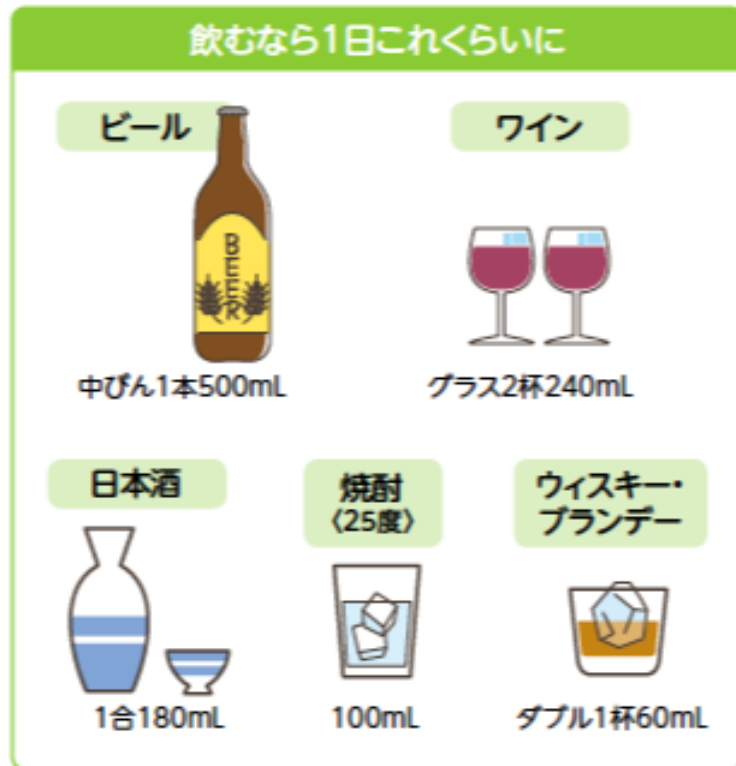 飲むなら1日これくらいに
ビール
ワイン
BEER
中びん1本500mL
グラス2杯240mL
日本酒
焼酎
〈25度〉
ウィスキー・
ブランデー
1合180mL
100mL
ダブル1杯60mL